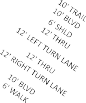 10' TRAIL
10' BLVD
6' SHLD
12' THRU
12' LEFT TURN LANE
12' THRU
12' RIGHT TURN LANE
10' BLVD
6' WALK